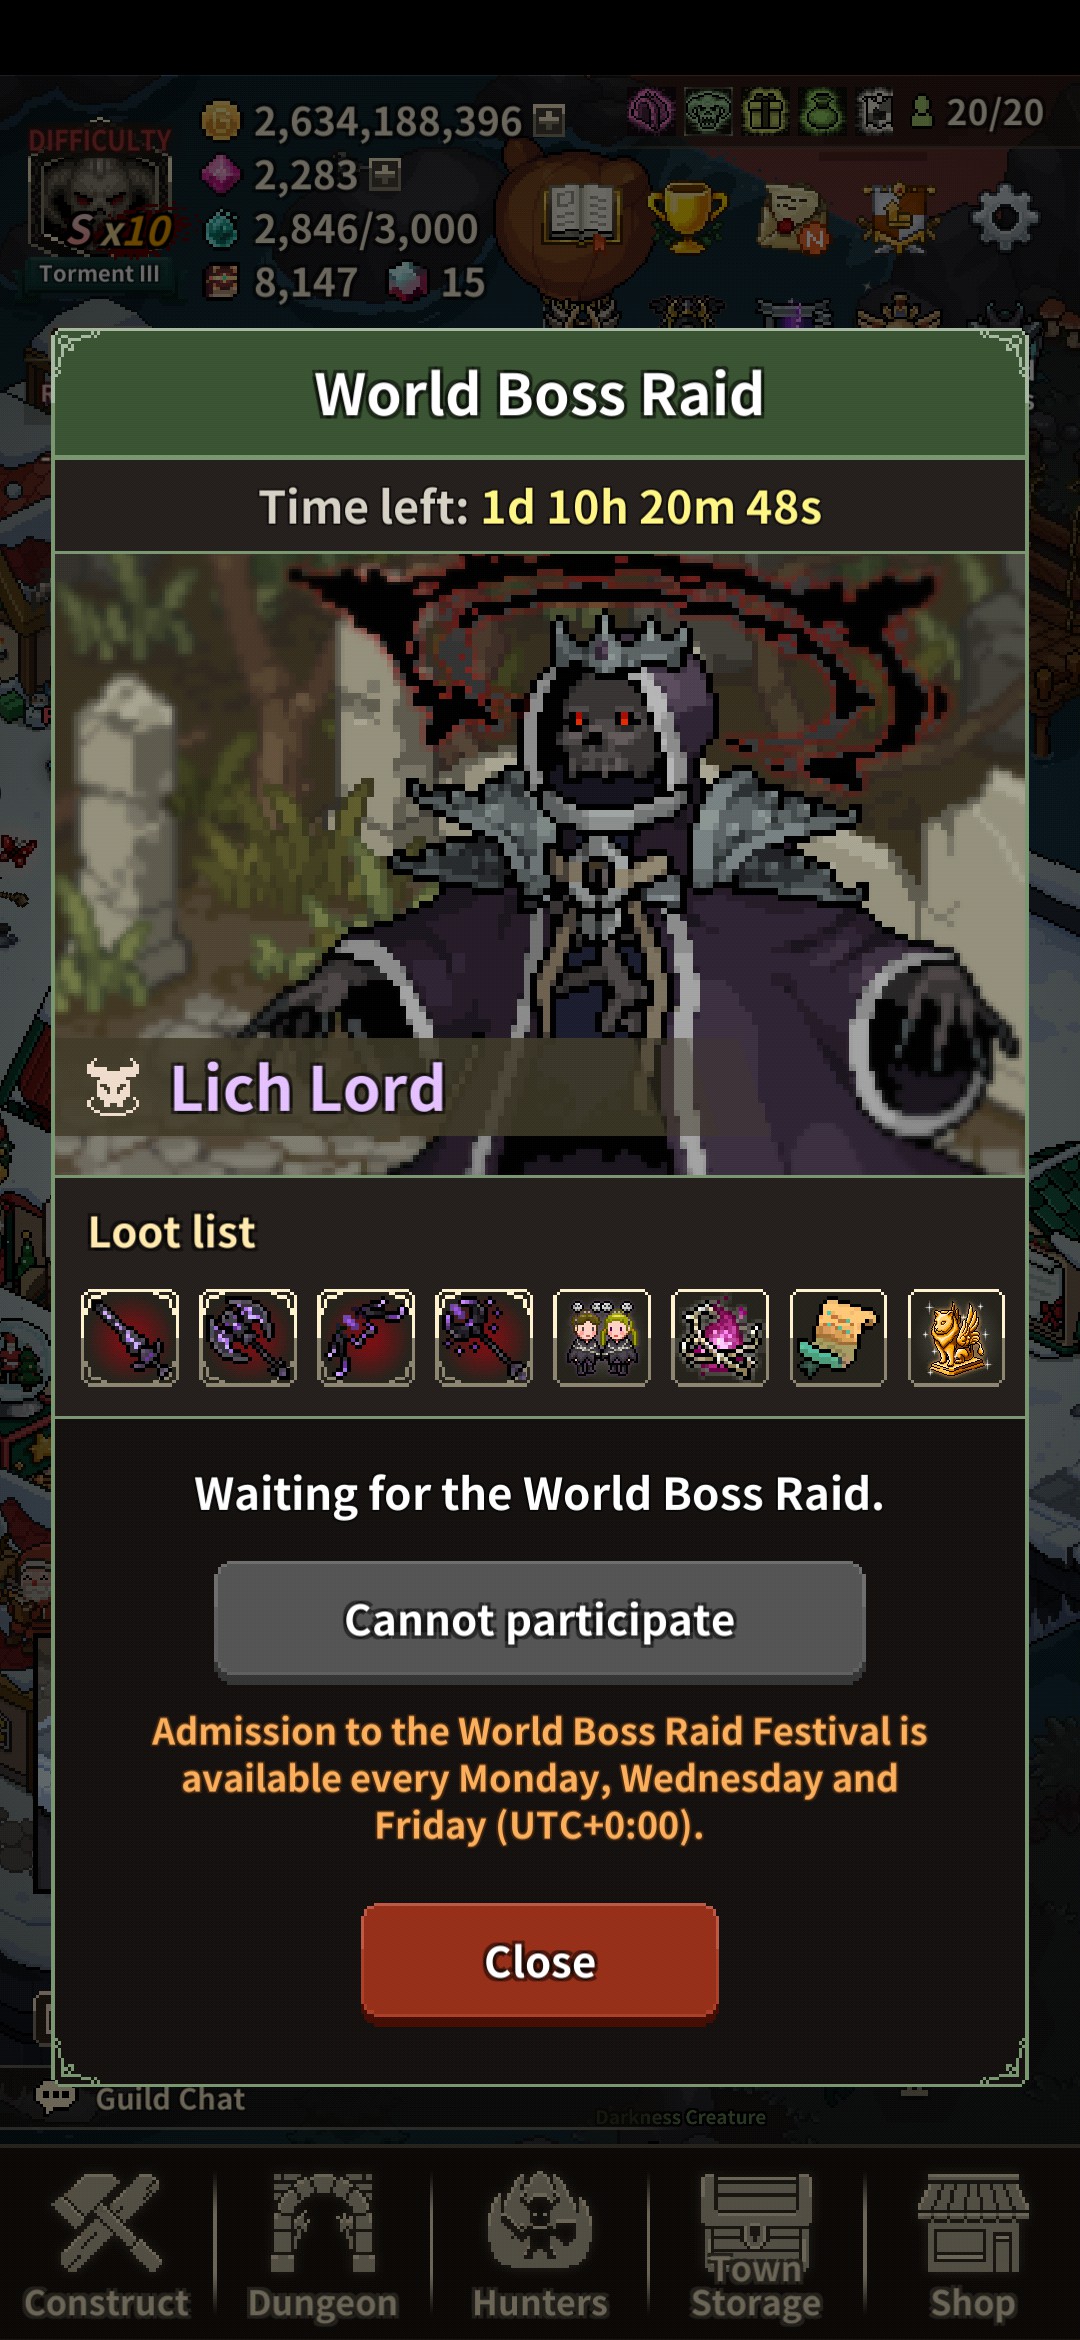 DIFFICULTY
S x10
Torment III
2,634,188,396
2,283
2,846/3,000
8,147 15
20/20
N
World Boss Raid
Time left: 1d 10h 20m 48s
Lich Lord
Loot list
Waiting for the World Boss Raid.
Cannot participate
Admission to the World Boss Raid Festival is
available every Monday, Wednesday and
Friday (UTC+0:00).
Close
Guild Chat
Darkness Creature
Construct
Dungeon
Hunters
Town
Storage
Shop